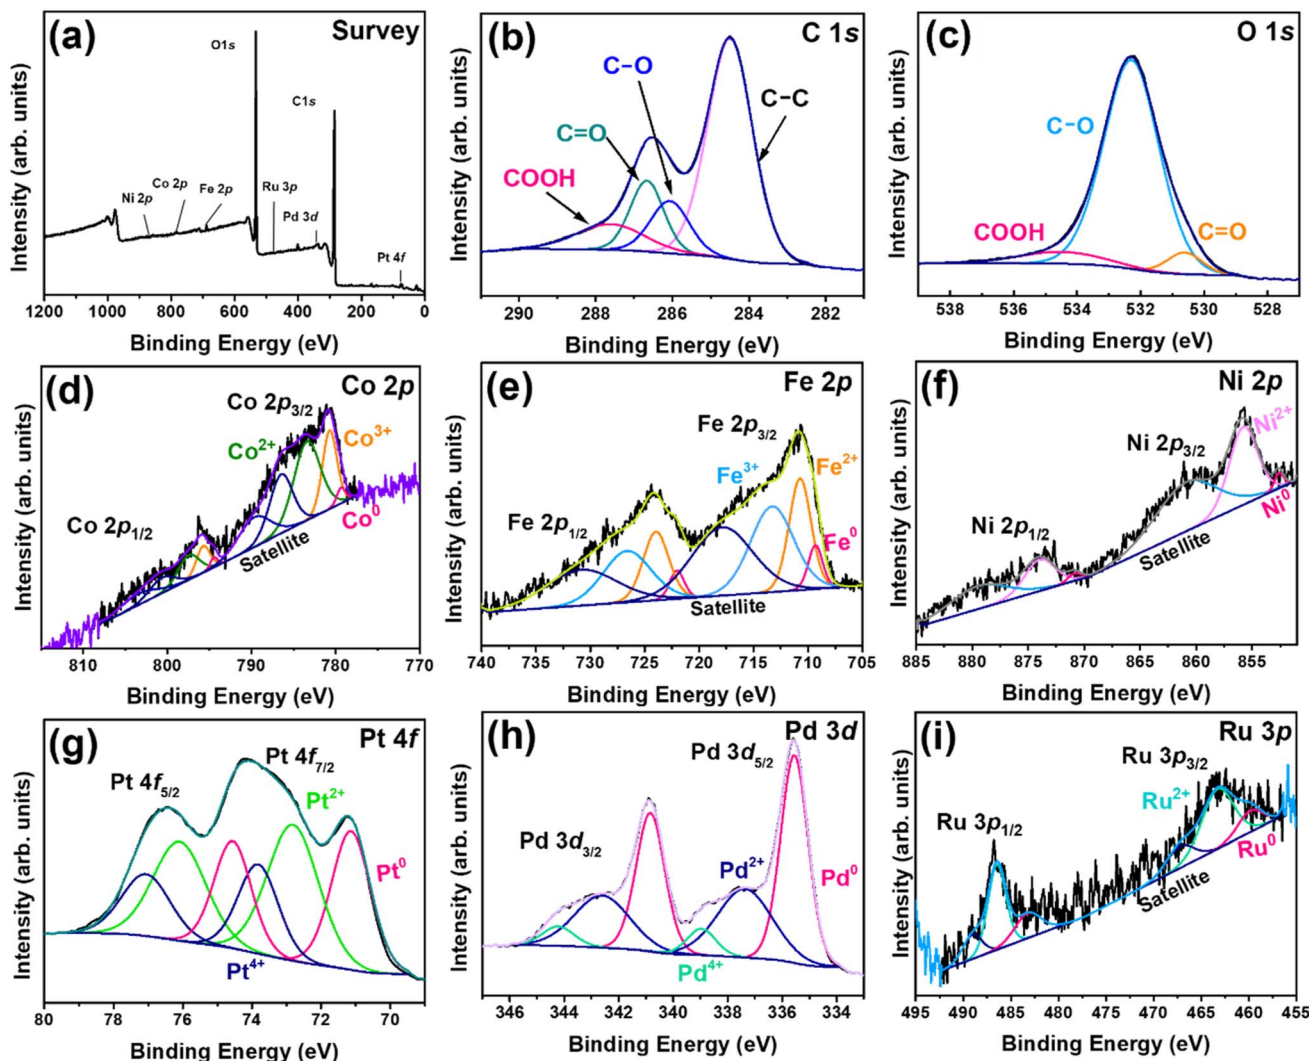 (a) Survey
O1s
C1s
Ni 2p
Co 2p
Fe 2p
Ru 3p
Pd 3d
Pt 4f
Intensity (arb. units)
1200 1000 800 600 400 200 0
Binding Energy (eV)
(b) C 1s
C-O
C-C
C=O
COOH
Intensity (arb. units)
290 288 286 284 282
Binding Energy (eV)
(c) O 1s
C-O
COOH
C=O
Intensity (arb. units)
538 536 534 532 530 528
Binding Energy (eV)
(d) Co 2p
Co 2p3/2
Co2+
Co3+
Co0
Co 2p1/2
Satellite
Intensity (arb. units)
810 800 790 780 770
Binding Energy (eV)
(e) Fe 2p
Fe 2p3/2
Fe3+
Fe2+
Fe 2p1/2
Fe0
Satellite
Intensity (arb. units)
740 735 730 725 720 715 710 705
Binding Energy (eV)
(f) Ni 2p
Ni2+
Ni 2p3/2
Ni0
Ni 2p1/2
Satellite
Intensity (arb. units)
885 880 875 870 865 860 855
Binding Energy (eV)
(g) Pt 4f
Pt 4f7/2
Pt 4f5/2
Pt2+
Pt0
Pt4+
Intensity (arb. units)
80 78 76 74 72 70
Binding Energy (eV)
(h) Pd 3d
Pd 3d5/2
Pd 3d3/2
Pd2+
Pd0
Pd4+
Intensity (arb. units)
346 344 342 340 338 336 334
Binding Energy (eV)
(i) Ru 3p
Ru 3p3/2
Ru2+
Ru 3p1/2
Ru0
Satellite
Intensity (arb. units)
495 490 485 480 475 470 465 460 455
Binding Energy (eV)